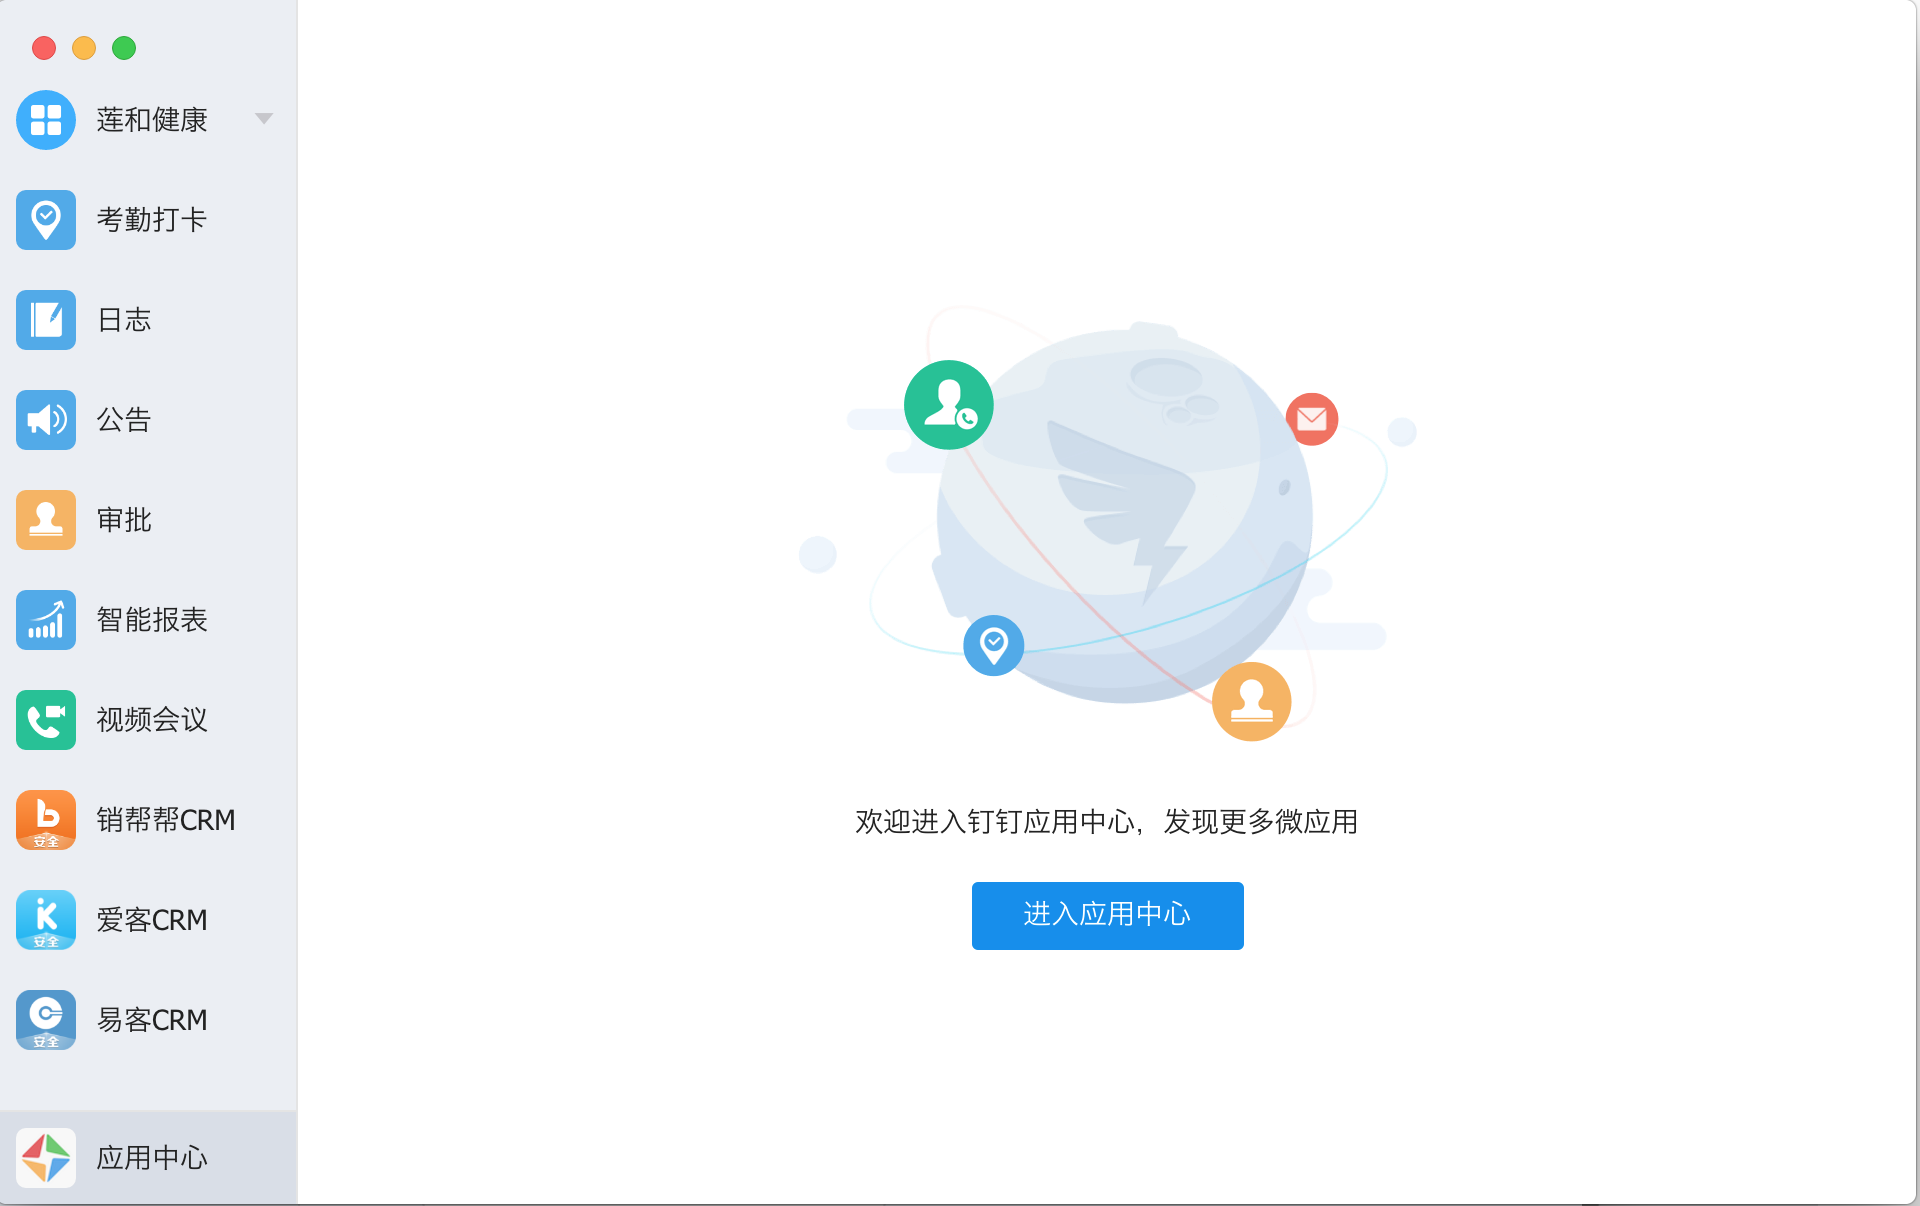 莲和健康
考勤打卡
日志
公告
审批
智能报表
视频会议
销帮帮CRM
安全
爱客CRM
安全
易客CRM
安全
应用中心
欢迎进入钉钉应用中心，发现更多微应用
进入应用中心